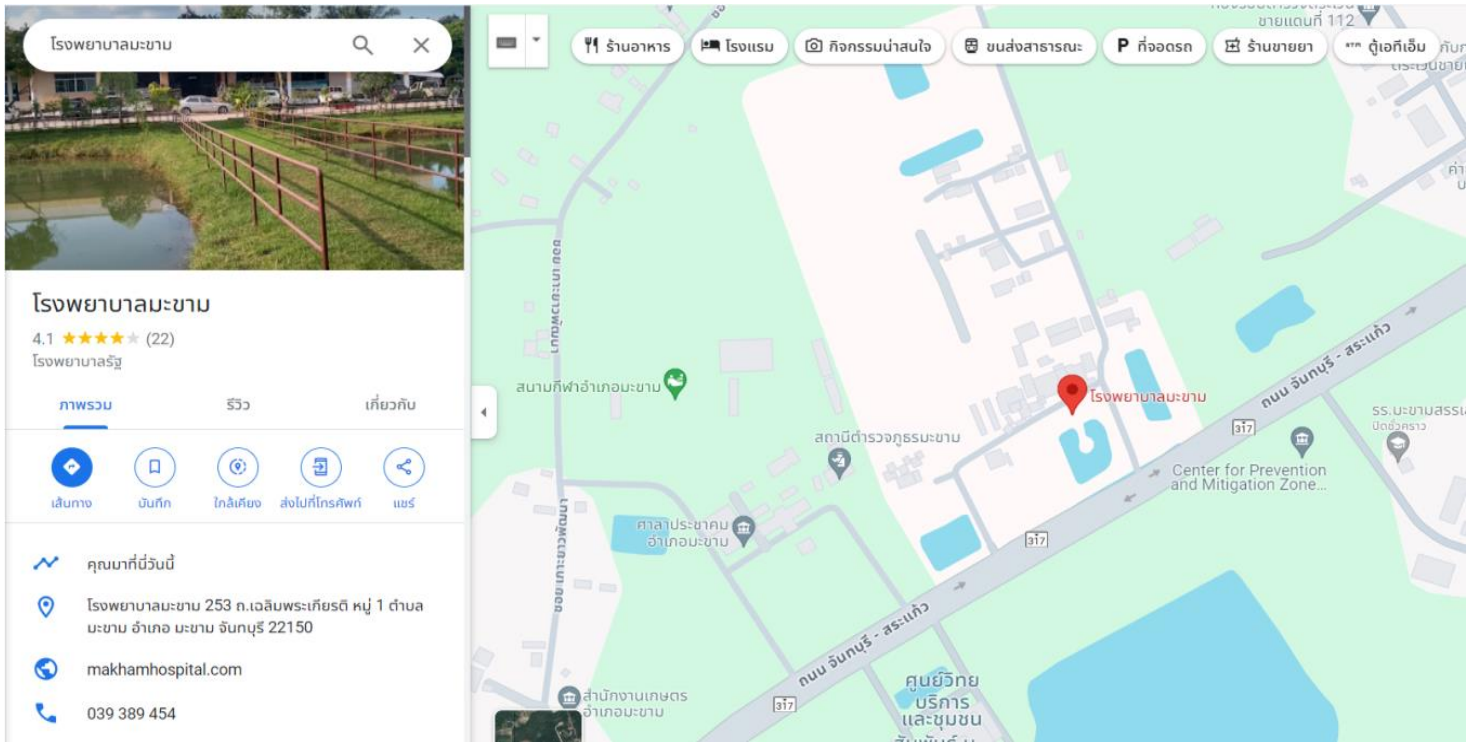 โรงพยาบาลมะขาม
ร้านอาหาร
โรงแรม
กิจกรรมน่าสนใจ
ขนส่งสาธารณะ
P ที่จอดรถ
ร้านขายยา
ATM ตู้เอทีเอ็ม
ชายแดนที่ 112
โรงพยาบาลมะขาม
4.1 ★★★★★ (22)
โรงพยาบาลรัฐ
ภาพรวม
รีวิว
เกี่ยวกับ
เส้นทาง
บันทึก
ใกล้เคียง
ส่งไปที่โทรศัพท์
แชร์
คุณมาที่นี่วันนี้
โรงพยาบาลมะขาม 253 ถ.เฉลิมพระเกียรติ หมู่ 1 ตำบล
มะขาม อำเภอ มะขาม จันทบุรี 22150
makhamhospital.com
039 389 454
สนามกีฬาอำเภอมะขาม
โรงพยาบาลมะขาม
สถานีตำรวจภูธรมะขาม
ศาลาประชาคม
อำเภอมะขาม
ถนน จันทบุรี - สระแก้ว
317
รร.มะขามสรรเ
ปิดชั่วคราว
Center for Prevention
and Mitigation Zone...
317
ถนน จันทบุรี - สระแก้ว
317
สำนักงานเกษตร
อำเภอมะขาม
ศูนย์วิทย
บริการ
และชุมชน